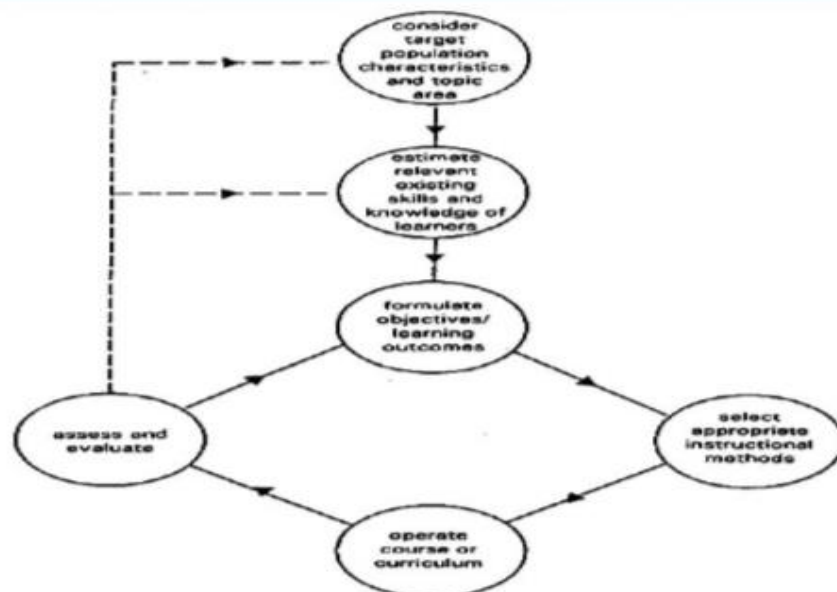 consider
target
population
characteristics
and topic
area
estimate
relevant
existing
skills and
knowledge of
learners
formulate
objectives/
learning
outcomes
assess and
evaluate
select
appropriate
instructional
methods
operate
course or
curriculum